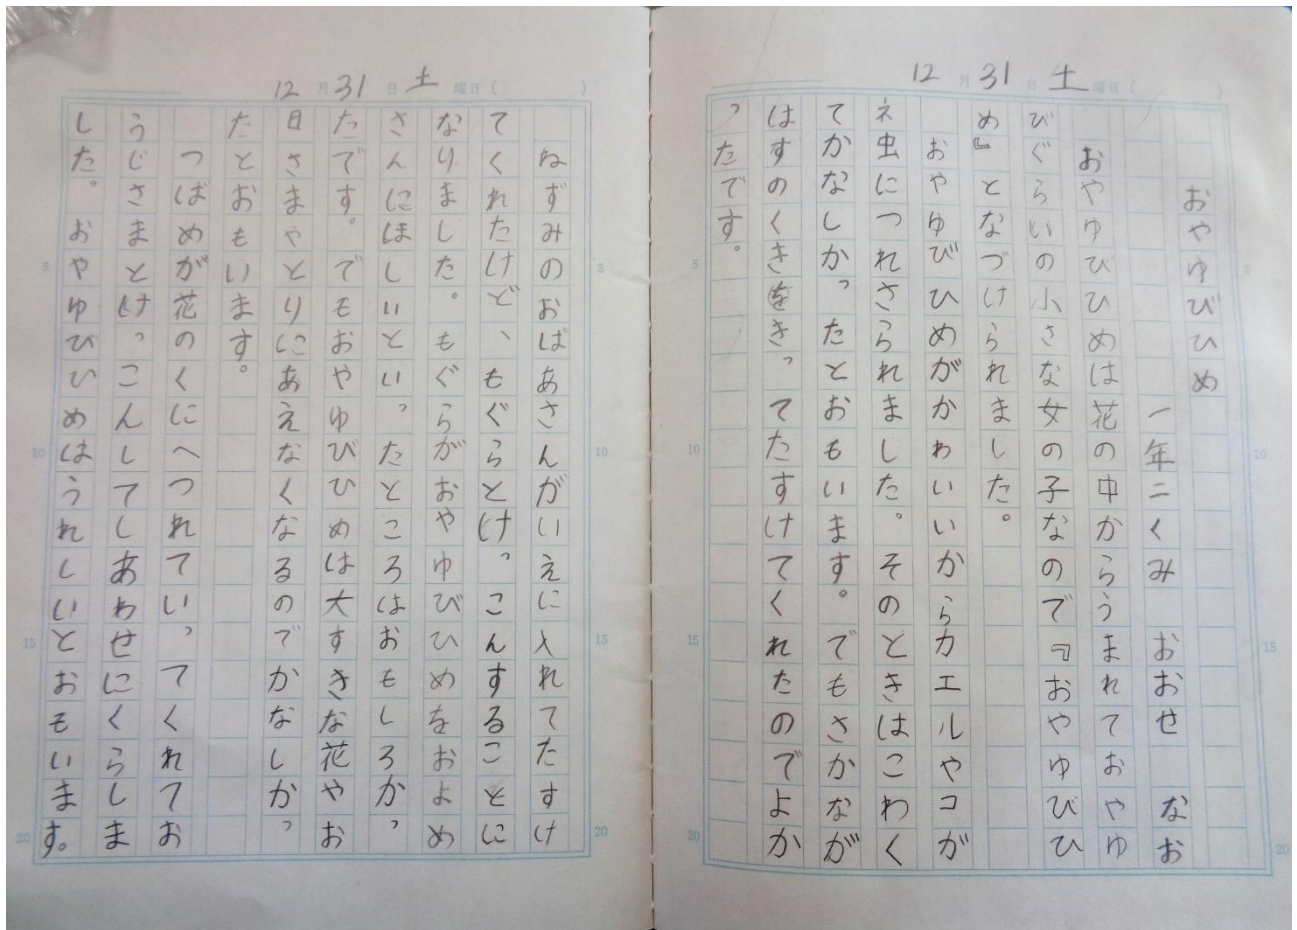 12月31日土曜日( )
おやゆびひめ
一年二くみ おおせ なお
おやゆびひめは花の中からうまれておやゆ
びぐらいの小さな女の子なので『おやゆびひ
め』となづけられました。
おやゆびひめがかわいいからカエルやコガ
ネ虫につれさられました。そのときはこわく
てかなしかったとおもいます。でもさかなが
はすのくきをきってたすけてくれたのでよか
ったです。
12月31日土曜日( )
ねずみのおばあさんがいえに入れてたすけ
てくれたけど、もぐらとけっこんすることに
なりました。もぐらがおやゆびひめをおよめ
さんにほしいといったところはおもしろかっ
たです。でもおやゆびひめは大すきな花やお
日さまやとりにあえなくなるのでかなしかっ
たとおもいます。
つばめが花のくにへつれていってくれてお
うじさまとけっこんしてしあわせにくらしま
した。おやゆびひめはうれしいとおもいます。
5
10
15
20
5
10
15
20
5
10
15
20
5
10
15
20